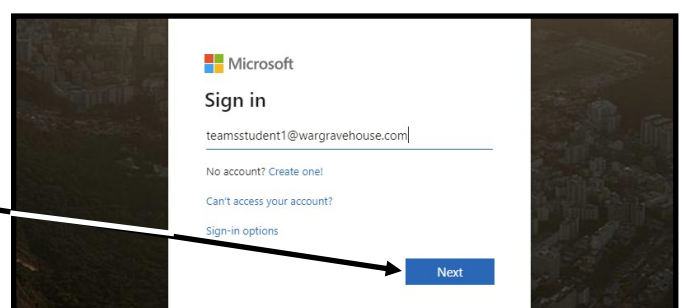 Microsoft
Sign in
teamsstudent1@wargravehouse.com
No account? Create one!
Can't access your account?
Sign-in options
Next